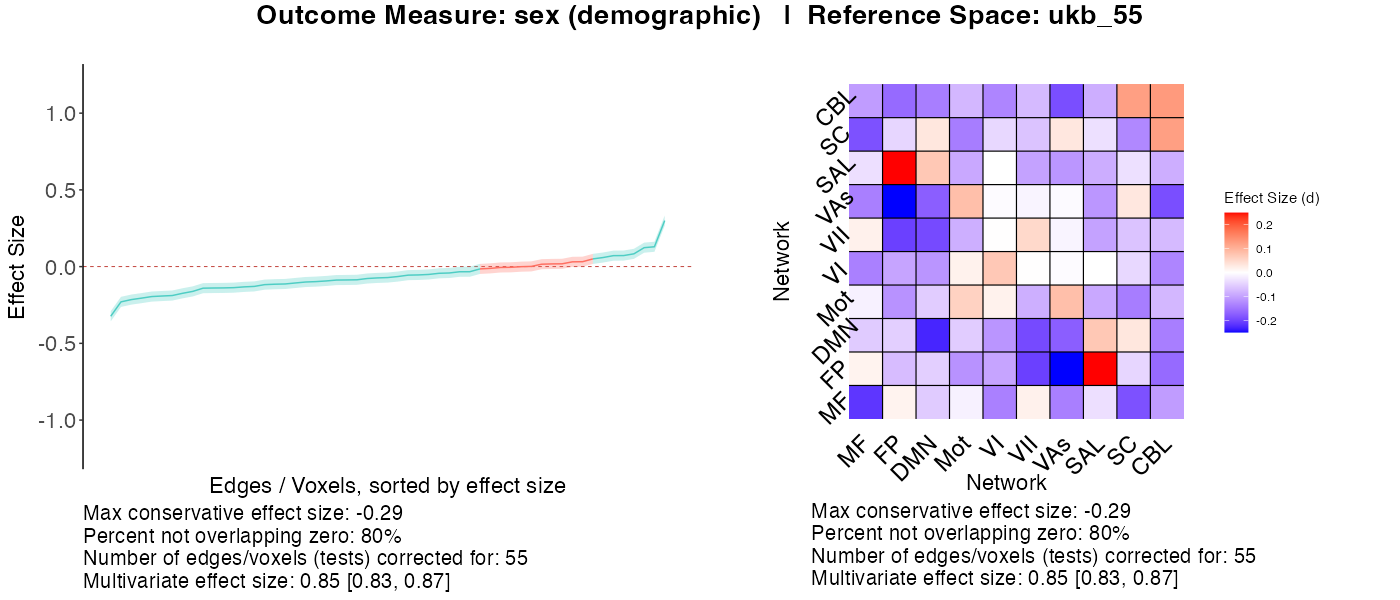 Outcome Measure: sex (demographic) | Reference Space: ukb_55
Effect Size
1.0
0.5
0.0
-0.5
-1.0
Edges / Voxels, sorted by effect size
Max conservative effect size: -0.29
Percent not overlapping zero: 80%
Number of edges/voxels (tests) corrected for: 55
Multivariate effect size: 0.85 [0.83, 0.87]
Network
CBL
SC
SAL
VAs
VII
VI
Mot
DMN
FP
MF
MF FP DMN Mot VI VII VAs SAL SC CBL
Network
Effect Size (d)
0.2
0.1
0.0
-0.1
-0.2
Max conservative effect size: -0.29
Percent not overlapping zero: 80%
Number of edges/voxels (tests) corrected for: 55
Multivariate effect size: 0.85 [0.83, 0.87]